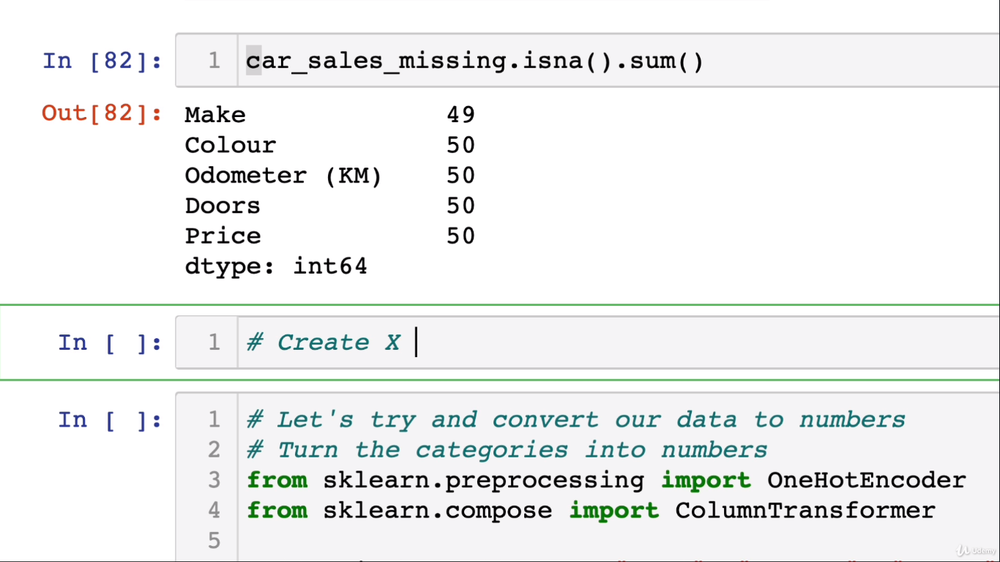 In [82]: 1 car_sales_missing.isna().sum()
Out[82]: Make 49
Colour 50
Odometer (KM) 50
Doors 50
Price 50
dtype: int64
In [ ]: 1 # Create X
In [ ]: 1 # Let's try and convert our data to numbers
2 # Turn the categories into numbers
3 from sklearn.preprocessing import OneHotEncoder
4 from sklearn.compose import ColumnTransformer
5
Udemy